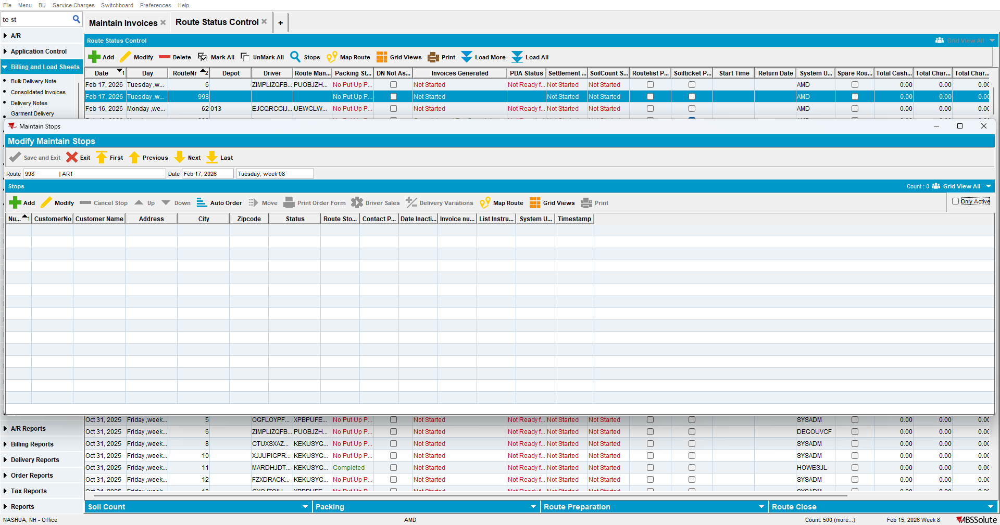 File Menu BU Service Charges Switchboard Preferences Help
te st
Maintain Invoices
Route Status Control
+
A/R
Application Control
Billing and Load Sheets
Bulk Delivery Note
Consolidated Invoices
Delivery Notes
Garment Delivery
Route Status Control
Grid View All
Add Modify Delete Mark All UnMark All Stops Map Route Grid Views Print Load More Load All
Date 1 Day RouteNr 2 Depot Driver Route Man... Packing St... DN Not As... Invoices Generated PDA Status Settlement ... SoilCount S... Routelist P... Soilticket P... Start Time Return Date System U... Spare Rou... Total Cash... Total Char... Total Char...
Feb 17, 2026 Tuesday ,w... 6 ZIMPLIZQFB... PUOBJZH... No Put Up P... Not Started Not Ready f... Not Started Not Started AMD 0.00 0.00 0.00
Feb 17, 2026 Tuesday ,w... 998 No Put Up P... Not Started Not Started Not Started AMD 0.00 0.00 0.00
Feb 16, 2026 Monday ,we... 62 013 EJCQRCCIJ... UEWCLW... No Put Up P... Not Started Not Ready f... Not Started Not Started AMD 0.00 0.00 0.00
Maintain Stops
Modify Maintain Stops
Save and Exit Exit First Previous Next Last
Route 998 | AR1 Date Feb 17, 2026 Tuesday, week 08
Stops
Count : 0 Grid View All
Add Modify Cancel Stop Up Down Auto Order Move Print Order Form Driver Sales Delivery Variations Map Route Grid Views Print Only Active
Nu... 1 CustomerNo Customer Name Address City Zipcode Status Route Sto... Contact P... Date Inacti... Invoice nu... List Instru... System U... Timestamp
Oct 31, 2025 Friday ,week... 5 OGFLOYPF... XPBPUFE... No Put Up P... Not Started Not Ready f... Not Started Not Started SYSADM 0.00 0.00 0.00
Oct 31, 2025 Friday ,week... 6 ZIMPLIZQFB... PUOBJZH... No Put Up P... Not Started Not Ready f... Not Started Not Started DEGOUVCF 0.00 0.00 0.00
Oct 31, 2025 Friday ,week... 8 CTUXSXAZ... KEKUSYG... No Put Up P... Not Started Not Ready f... Not Started Not Started SYSADM 0.00 0.00 0.00
Oct 31, 2025 Friday ,week... 10 XJJUPIGPR... KEKUSYG... No Put Up P... Not Started Not Ready f... Not Started Not Started SYSADM 0.00 0.00 0.00
Oct 31, 2025 Friday ,week... 11 MARDHJDT... KEKUSYG... Completed Not Started Not Ready f... Not Started Not Started HOWESJL 0.00 0.00 0.00
Oct 31, 2025 Friday ,week... 12 FZXDRACK... KEKUSYG... No Put Up P... Not Started Not Ready f... Not Started Not Started SYSADM 0.00 0.00 0.00
A/R Reports
Billing Reports
Delivery Reports
Order Reports
Tax Reports
Reports
Soil Count Packing Route Preparation Route Close
NASHUA, NH - Office AMD Count: 500 (more...) Feb 15, 2026 Week 8 ABSSolute